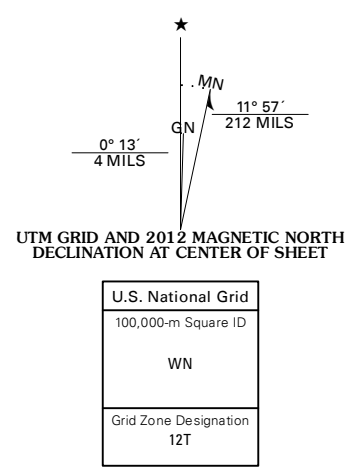 ★
MN
GN
11° 57´
212 MILS
0° 13´
4 MILS
UTM GRID AND 2012 MAGNETIC NORTH
DECLINATION AT CENTER OF SHEET
U.S. National Grid
100,000-m Square ID
WN
Grid Zone Designation
12T